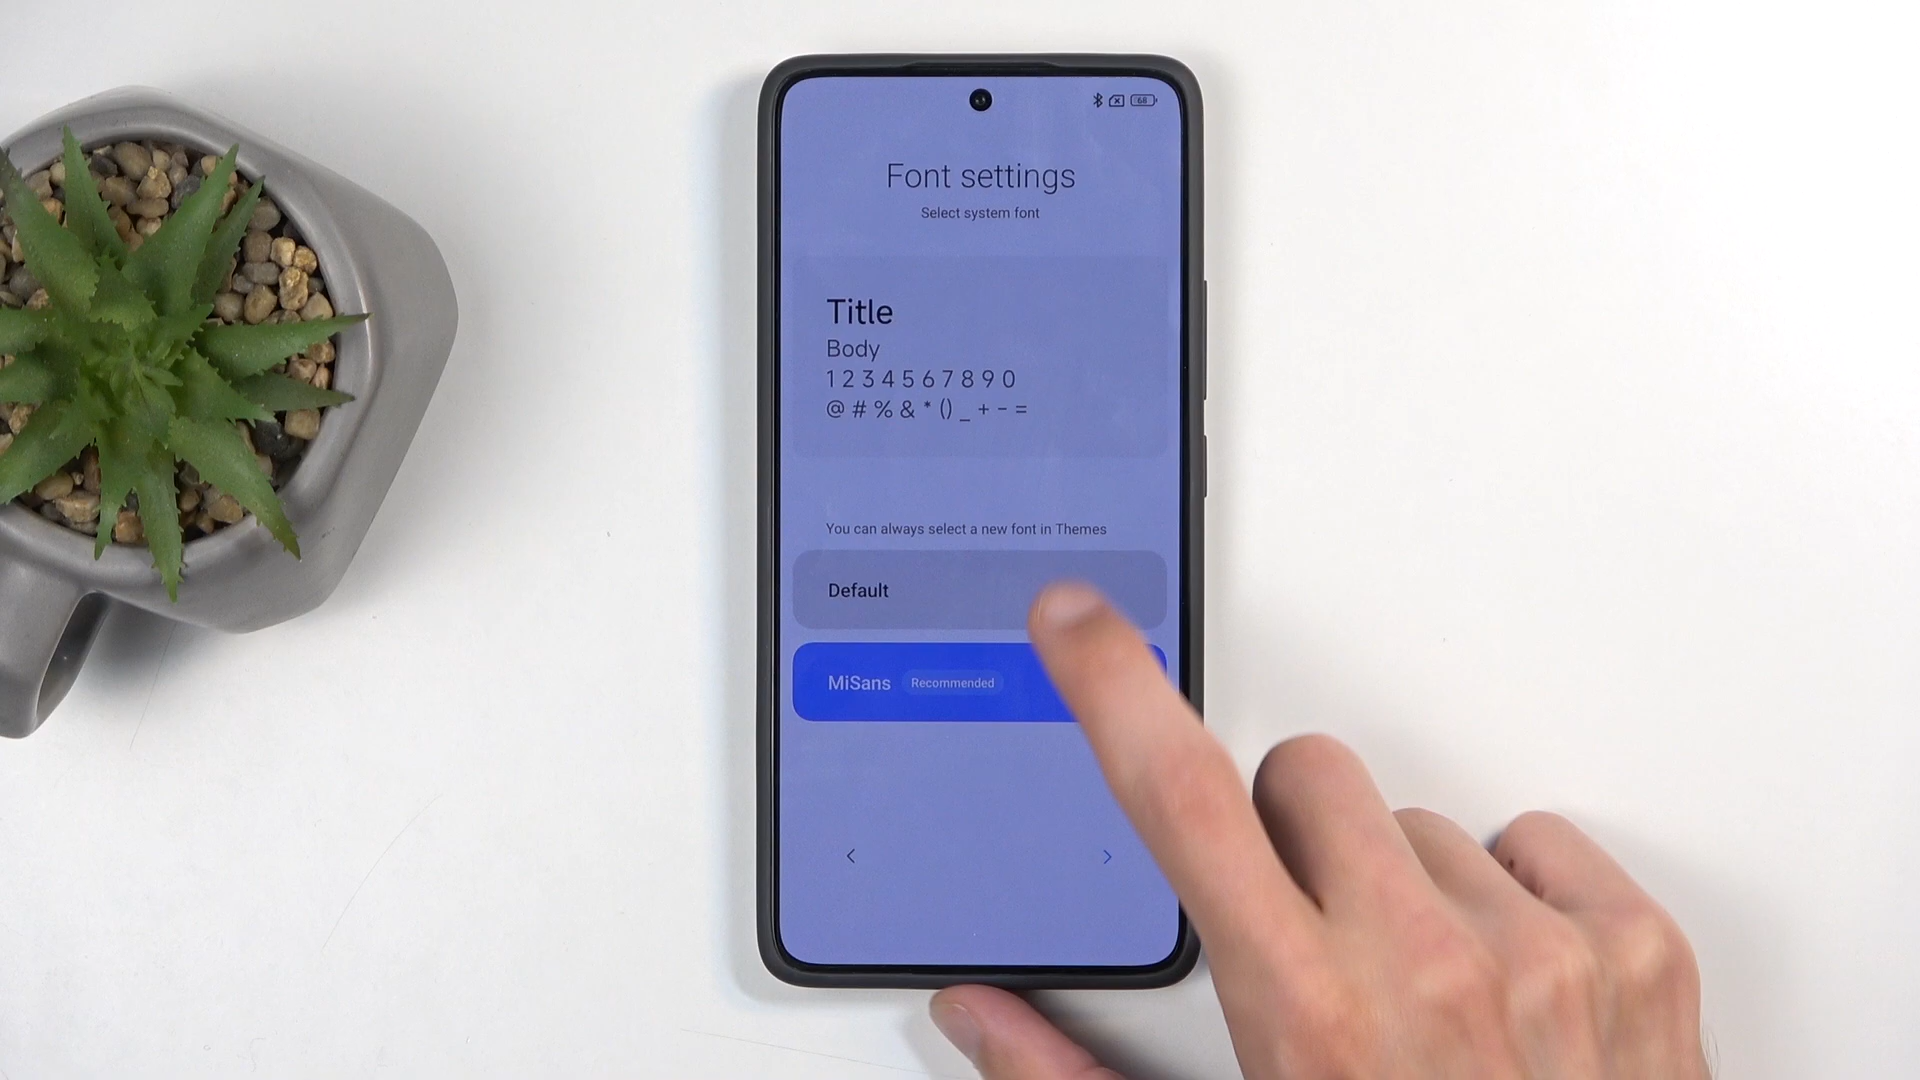 68
Font settings
Select system font
Title
Body
1 2 3 4 5 6 7 8 9 0
@ # % & * () _ + - =
You can always select a new font in Themes
Default
MiSans Recommended